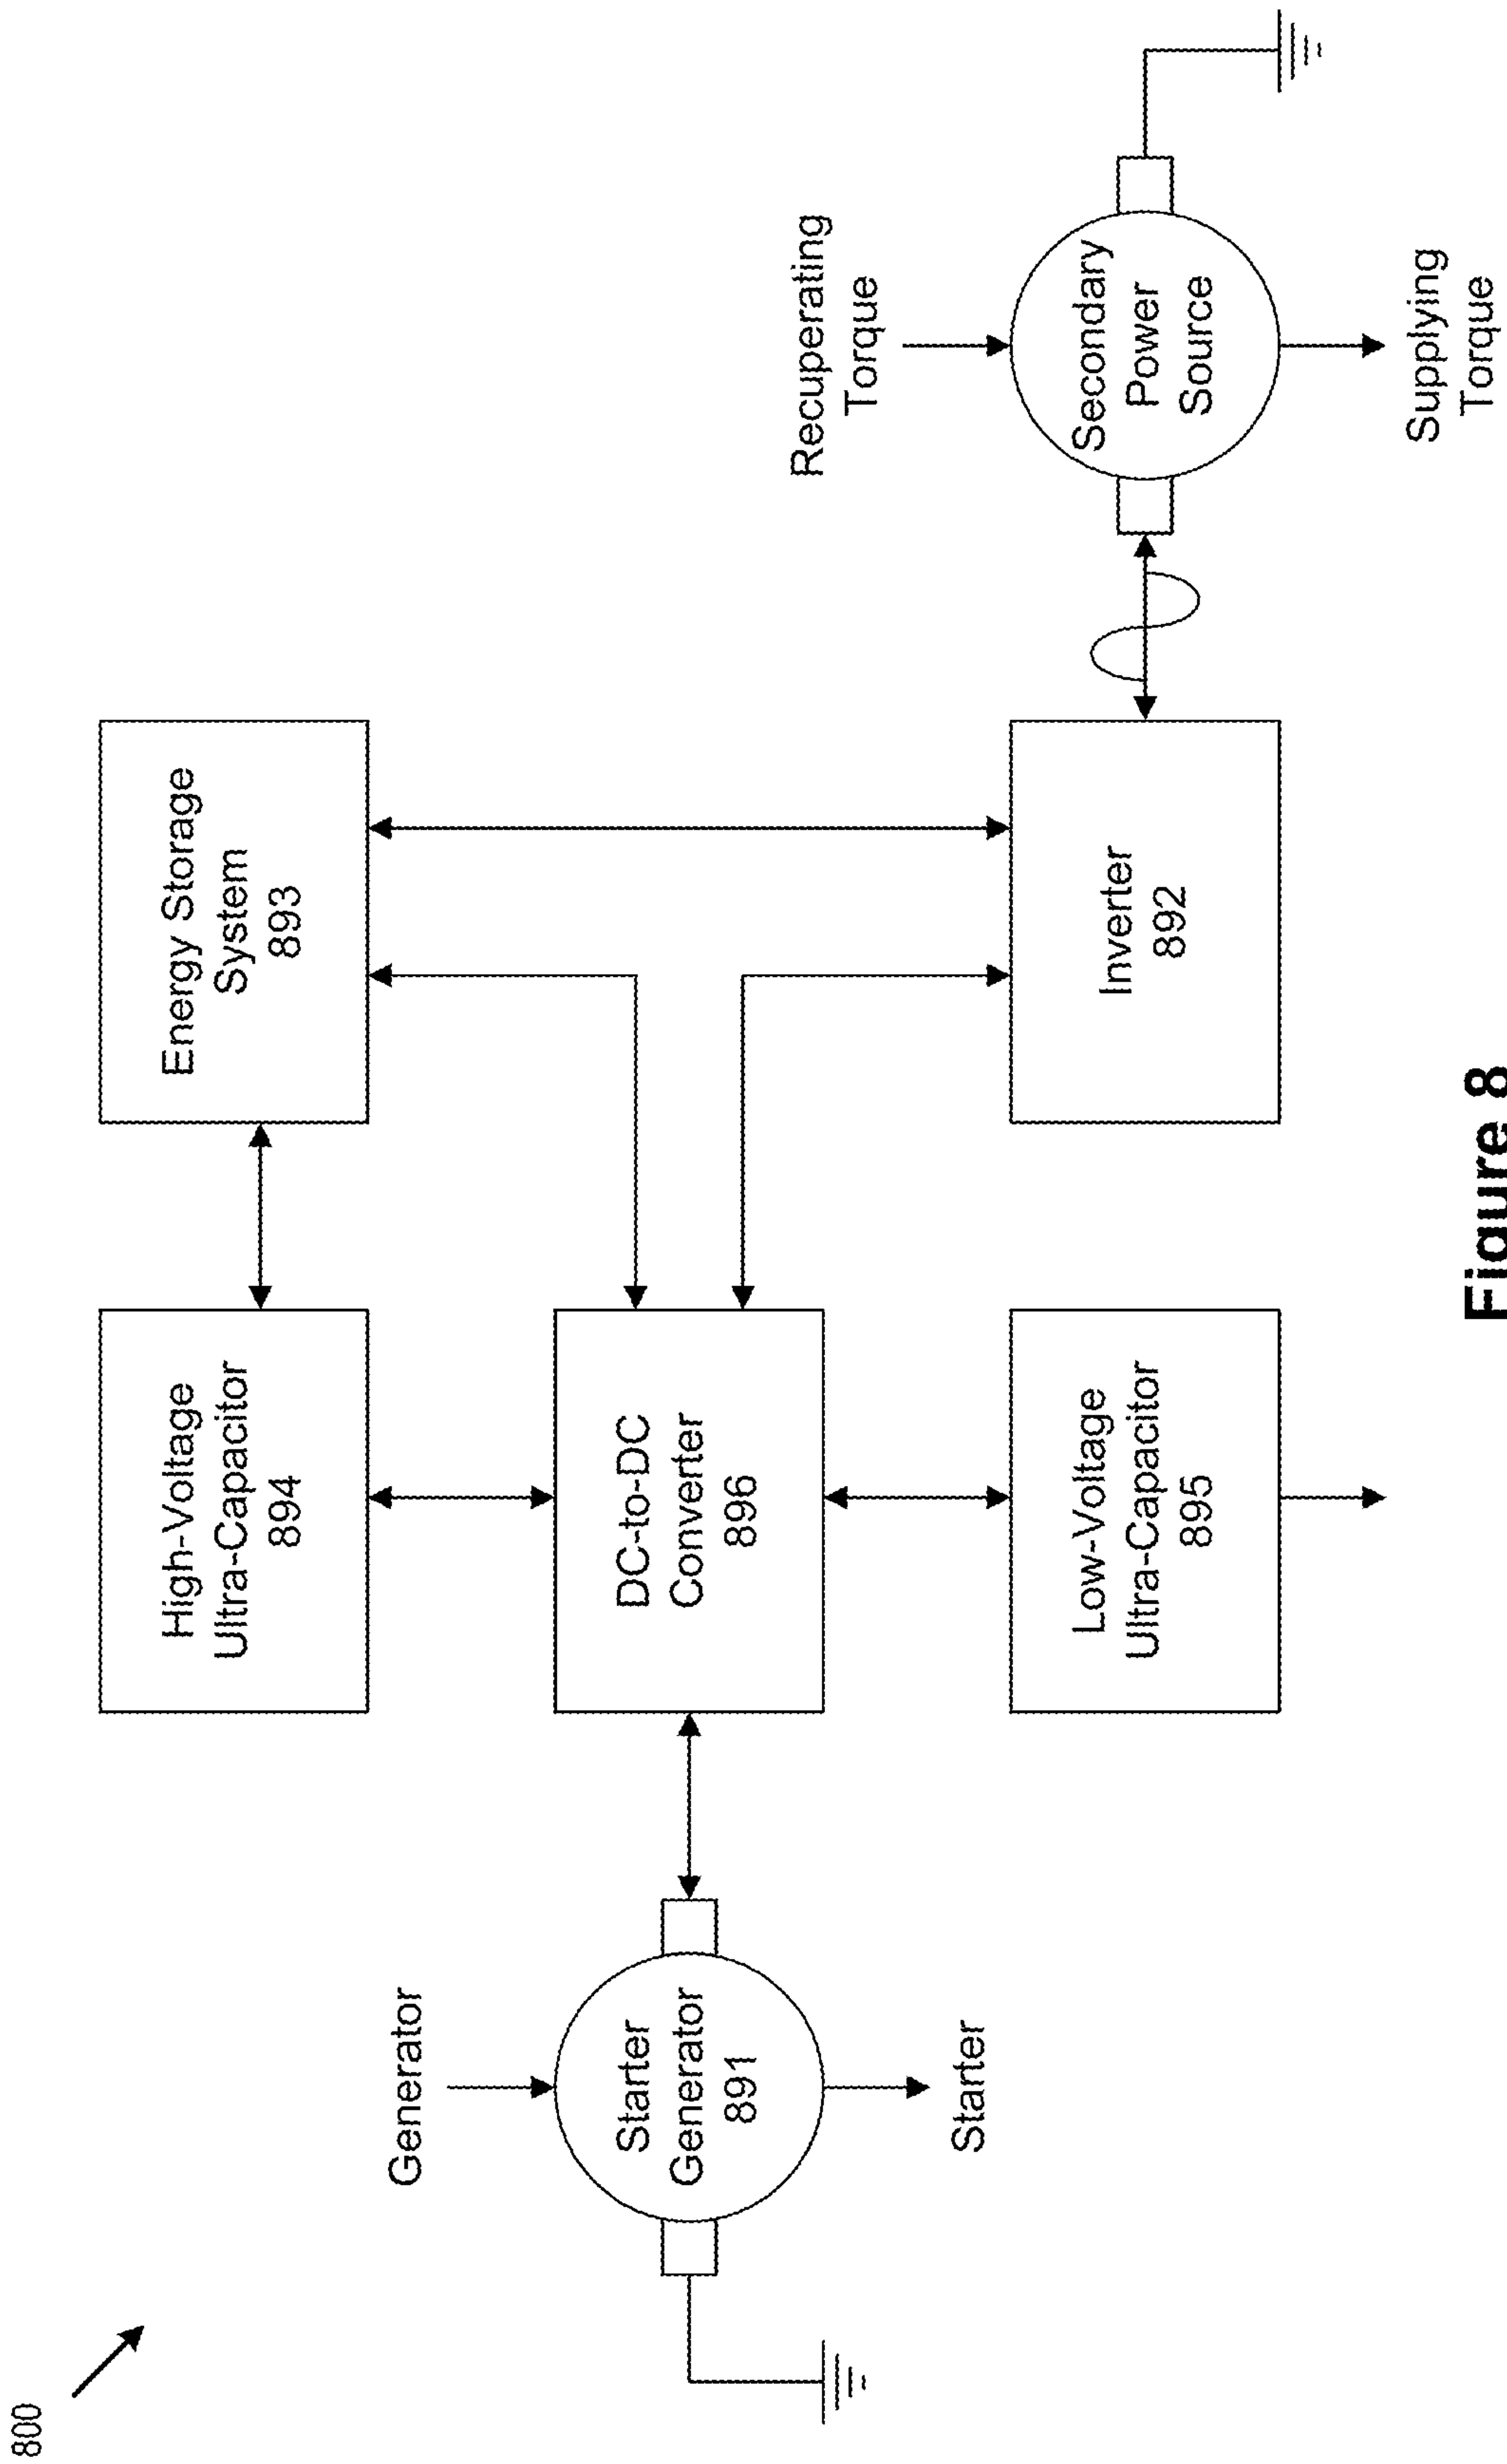 800
Generator
Starter
Generator
891
Starter
High-Voltage
Ultra-Capacitor
894
DC-to-DC
Converter
896
Low-Voltage
Ultra-Capacitor
895
Energy Storage
System
893
Inverter
892
Recuperating
Torque
Secondary
Power
Source
Supplying
Torque
Figure 8